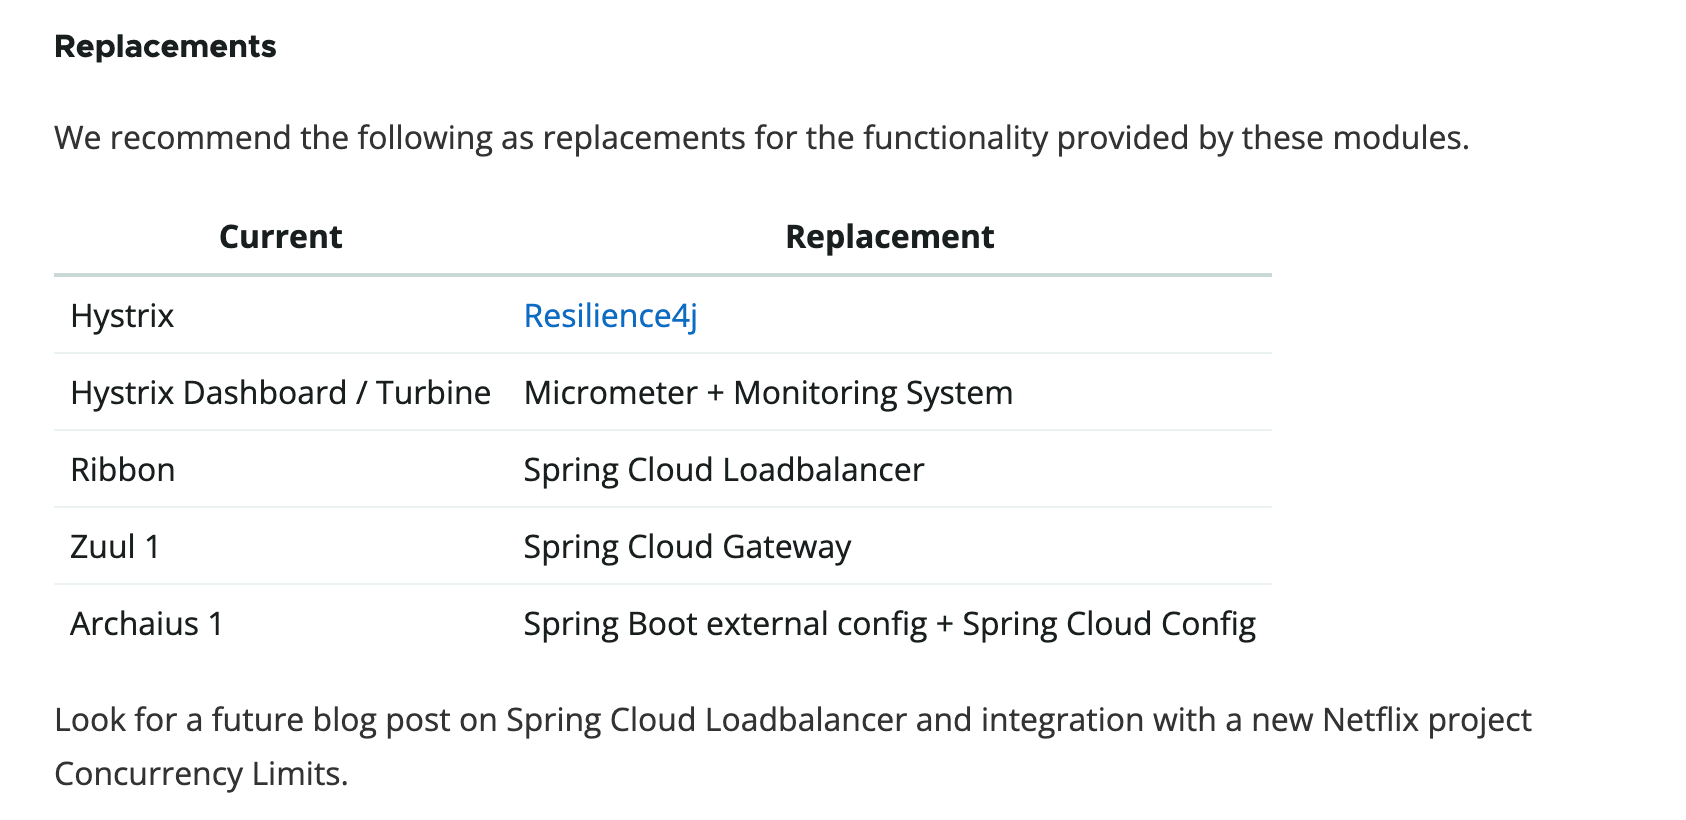 Replacements
We recommend the following as replacements for the functionality provided by these modules.
Current Replacement
Hystrix Resilience4j
Hystrix Dashboard / Turbine Micrometer + Monitoring System
Ribbon Spring Cloud Loadbalancer
Zuul 1 Spring Cloud Gateway
Archaius 1 Spring Boot external config + Spring Cloud Config
Look for a future blog post on Spring Cloud Loadbalancer and integration with a new Netflix project
Concurrency Limits.